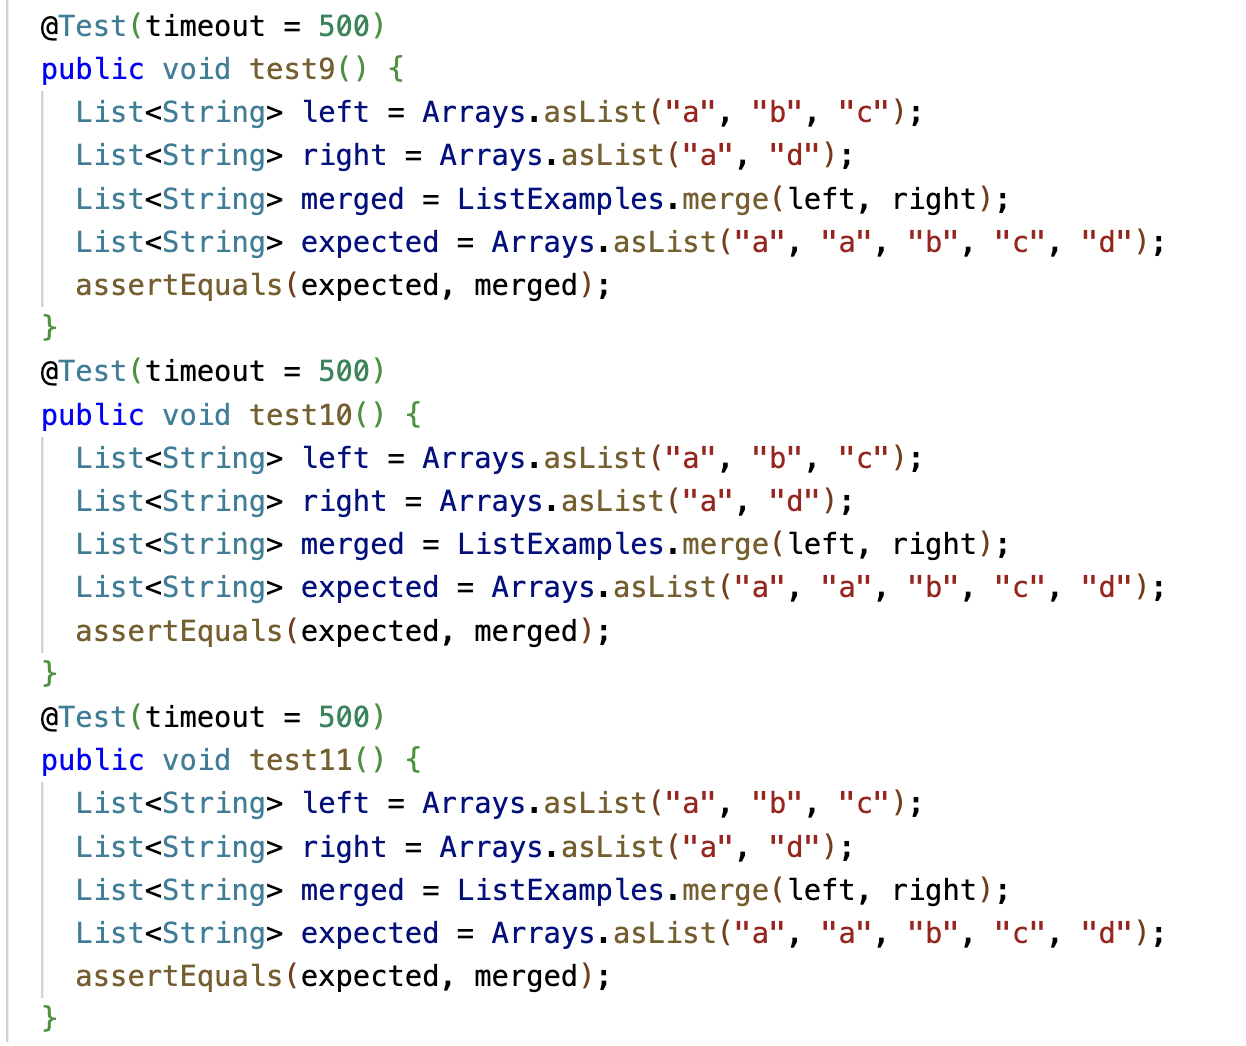 @Test(timeout = 500)
public void test9() {
  List<String> left = Arrays.asList("a", "b", "c");
  List<String> right = Arrays.asList("a", "d");
  List<String> merged = ListExamples.merge(left, right);
  List<String> expected = Arrays.asList("a", "a", "b", "c", "d");
  assertEquals(expected, merged);
}
@Test(timeout = 500)
public void test10() {
  List<String> left = Arrays.asList("a", "b", "c");
  List<String> right = Arrays.asList("a", "d");
  List<String> merged = ListExamples.merge(left, right);
  List<String> expected = Arrays.asList("a", "a", "b", "c", "d");
  assertEquals(expected, merged);
}
@Test(timeout = 500)
public void test11() {
  List<String> left = Arrays.asList("a", "b", "c");
  List<String> right = Arrays.asList("a", "d");
  List<String> merged = ListExamples.merge(left, right);
  List<String> expected = Arrays.asList("a", "a", "b", "c", "d");
  assertEquals(expected, merged);
}